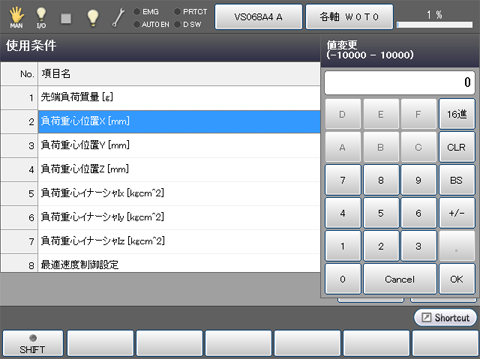 MAN
I/O
EMG
AUTO EN
PRTCT
D SW
VS068A4 A
各軸 W0T0
1 %
使用条件
値変更
(-10000 - 10000)
0
No. 項目名
1 先端負荷質量 [g]
2 負荷重心位置X [mm]
3 負荷重心位置Y [mm]
4 負荷重心位置Z [mm]
5 負荷重心イナーシャIx [kgcm^2]
6 負荷重心イナーシャIy [kgcm^2]
7 負荷重心イナーシャIz [kgcm^2]
8 最適速度制御設定
D E F 16進
A B C CLR
7 8 9 BS
4 5 6 +/-
1 2 3 .
0 Cancel OK
Shortcut
SHIFT